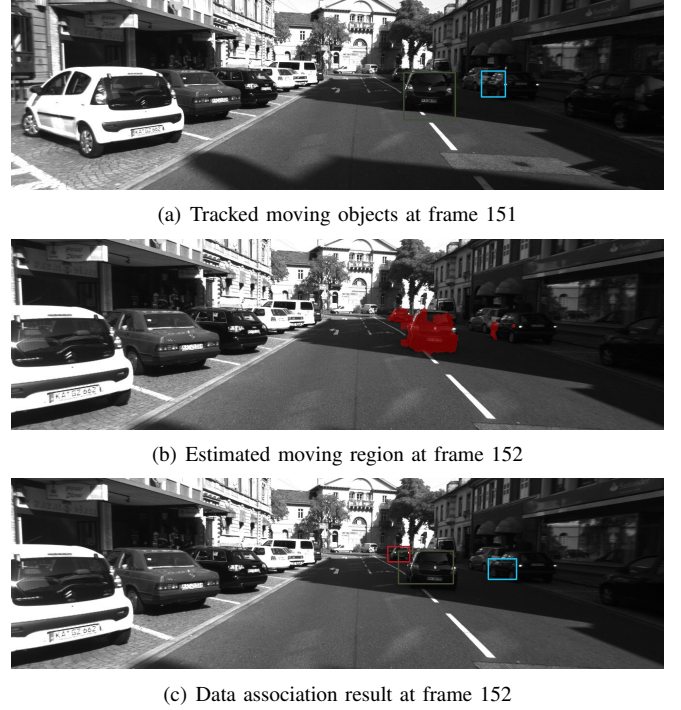 (a) Tracked moving objects at frame 151
(b) Estimated moving region at frame 152
(c) Data association result at frame 152